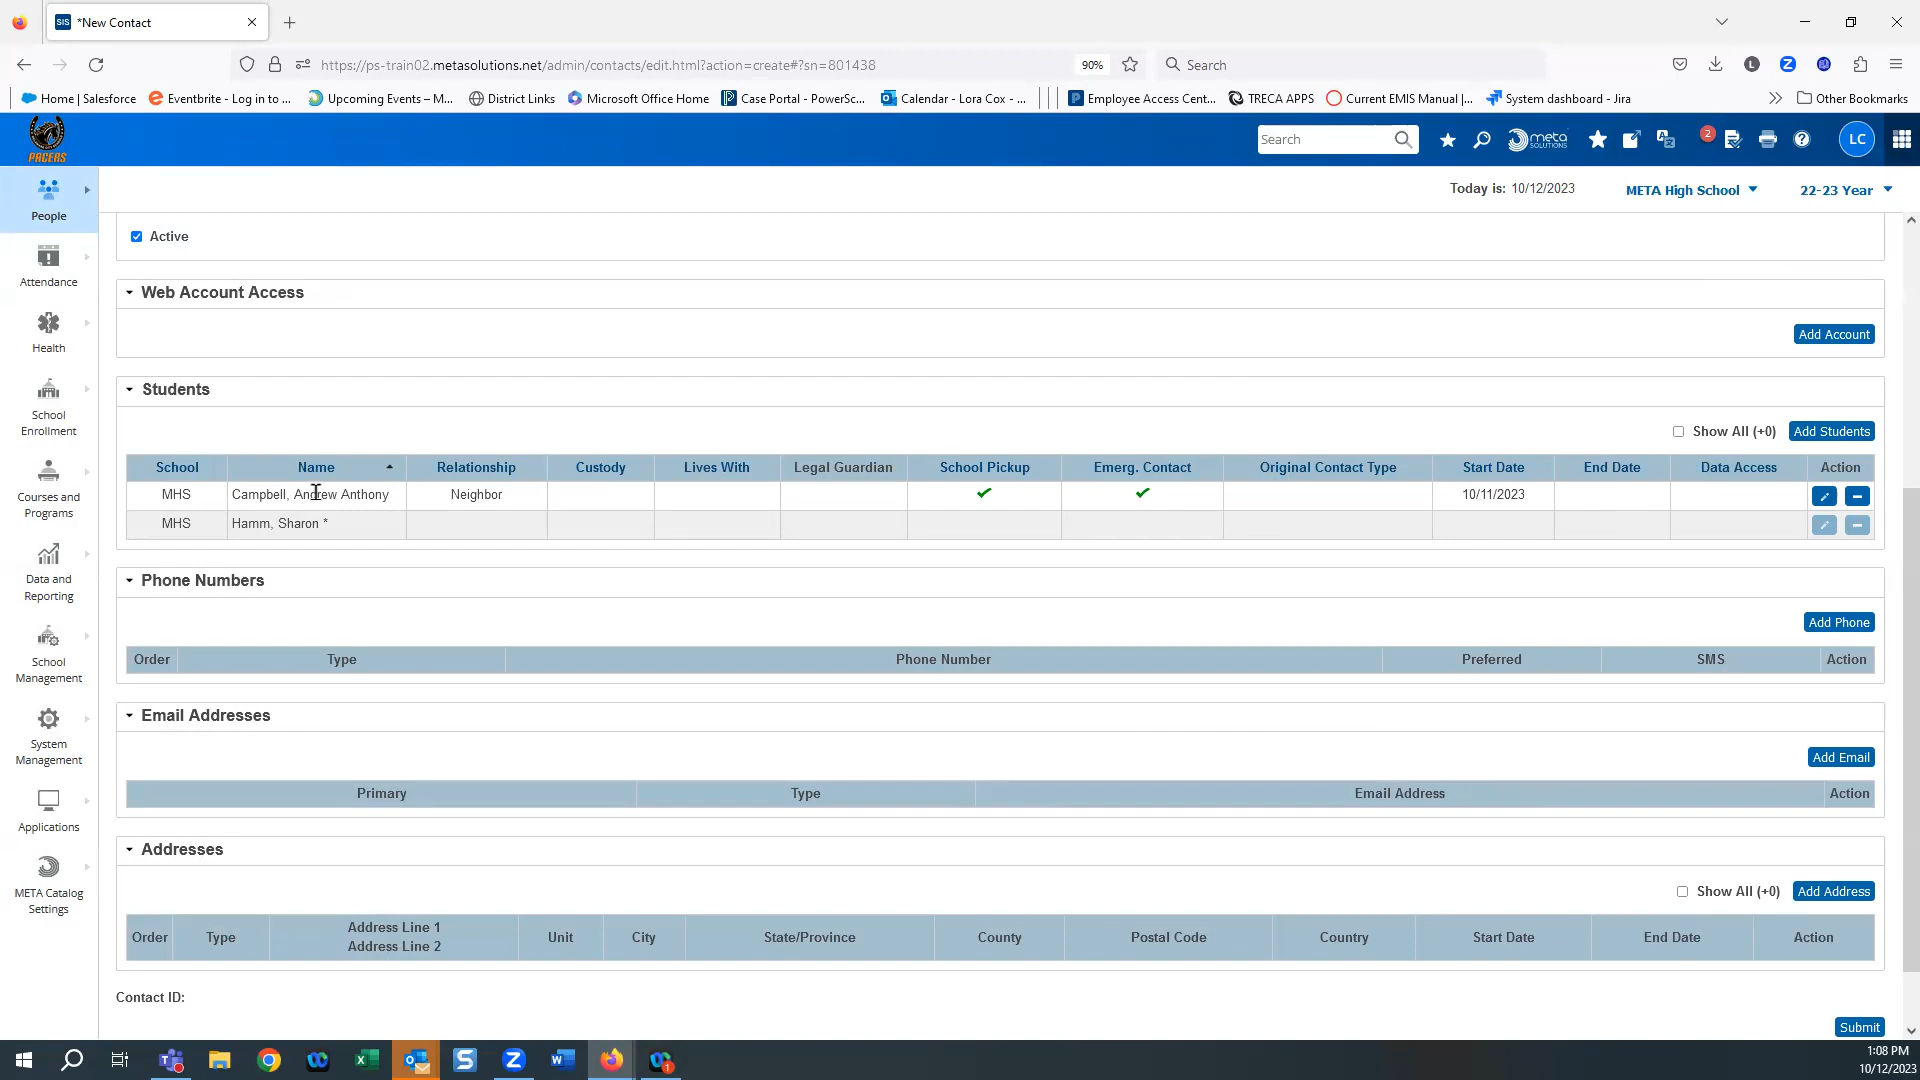 SIS *New Contact
https://ps-train02.metasolutions.net/admin/contacts/edit.html?action=create#?sn=801438
90%
Search
Home | Salesforce
Eventbrite - Log in to ...
Upcoming Events – M...
District Links
Microsoft Office Home
Case Portal - PowerSc...
Calendar - Lora Cox - ...
Employee Access Cent...
TRECA APPS
Current EMIS Manual |...
System dashboard - Jira
Other Bookmarks
PACERS
Search
meta
SOLUTIONS
2
LC
Today is: 10/12/2023
META High School
22-23 Year
People
Attendance
Health
School
Enrollment
Courses and
Programs
Data and
Reporting
School
Management
System
Management
Applications
META Catalog
Settings
Active
Web Account Access
Add Account
Students
Show All (+0) Add Students
School Name Relationship Custody Lives With Legal Guardian School Pickup Emerg. Contact Original Contact Type Start Date End Date Data Access Action
MHS Campbell, Andrew Anthony Neighbor 10/11/2023
MHS Hamm, Sharon *
Phone Numbers
Add Phone
Order Type Phone Number Preferred SMS Action
Email Addresses
Add Email
Primary Type Email Address Action
Addresses
Show All (+0) Add Address
Order Type Address Line 1 Unit City State/Province County Postal Code Country Start Date End Date Action
Address Line 2
Contact ID:
Submit
1:08 PM
10/12/2023